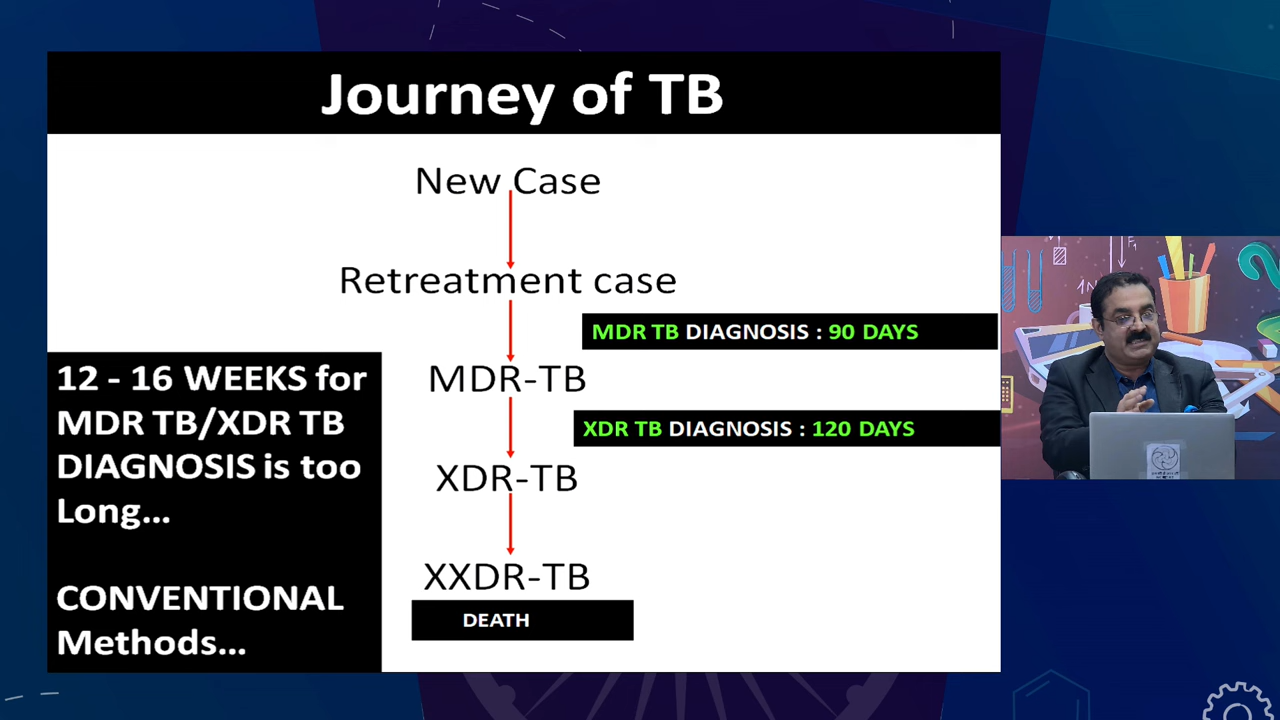 Journey of TB
New Case
Retreatment case
MDR TB DIAGNOSIS : 90 DAYS
MDR-TB
XDR TB DIAGNOSIS : 120 DAYS
XDR-TB
XXDR-TB
DEATH
12 - 16 WEEKS for
MDR TB/XDR TB
DIAGNOSIS is too
Long...
CONVENTIONAL
Methods...